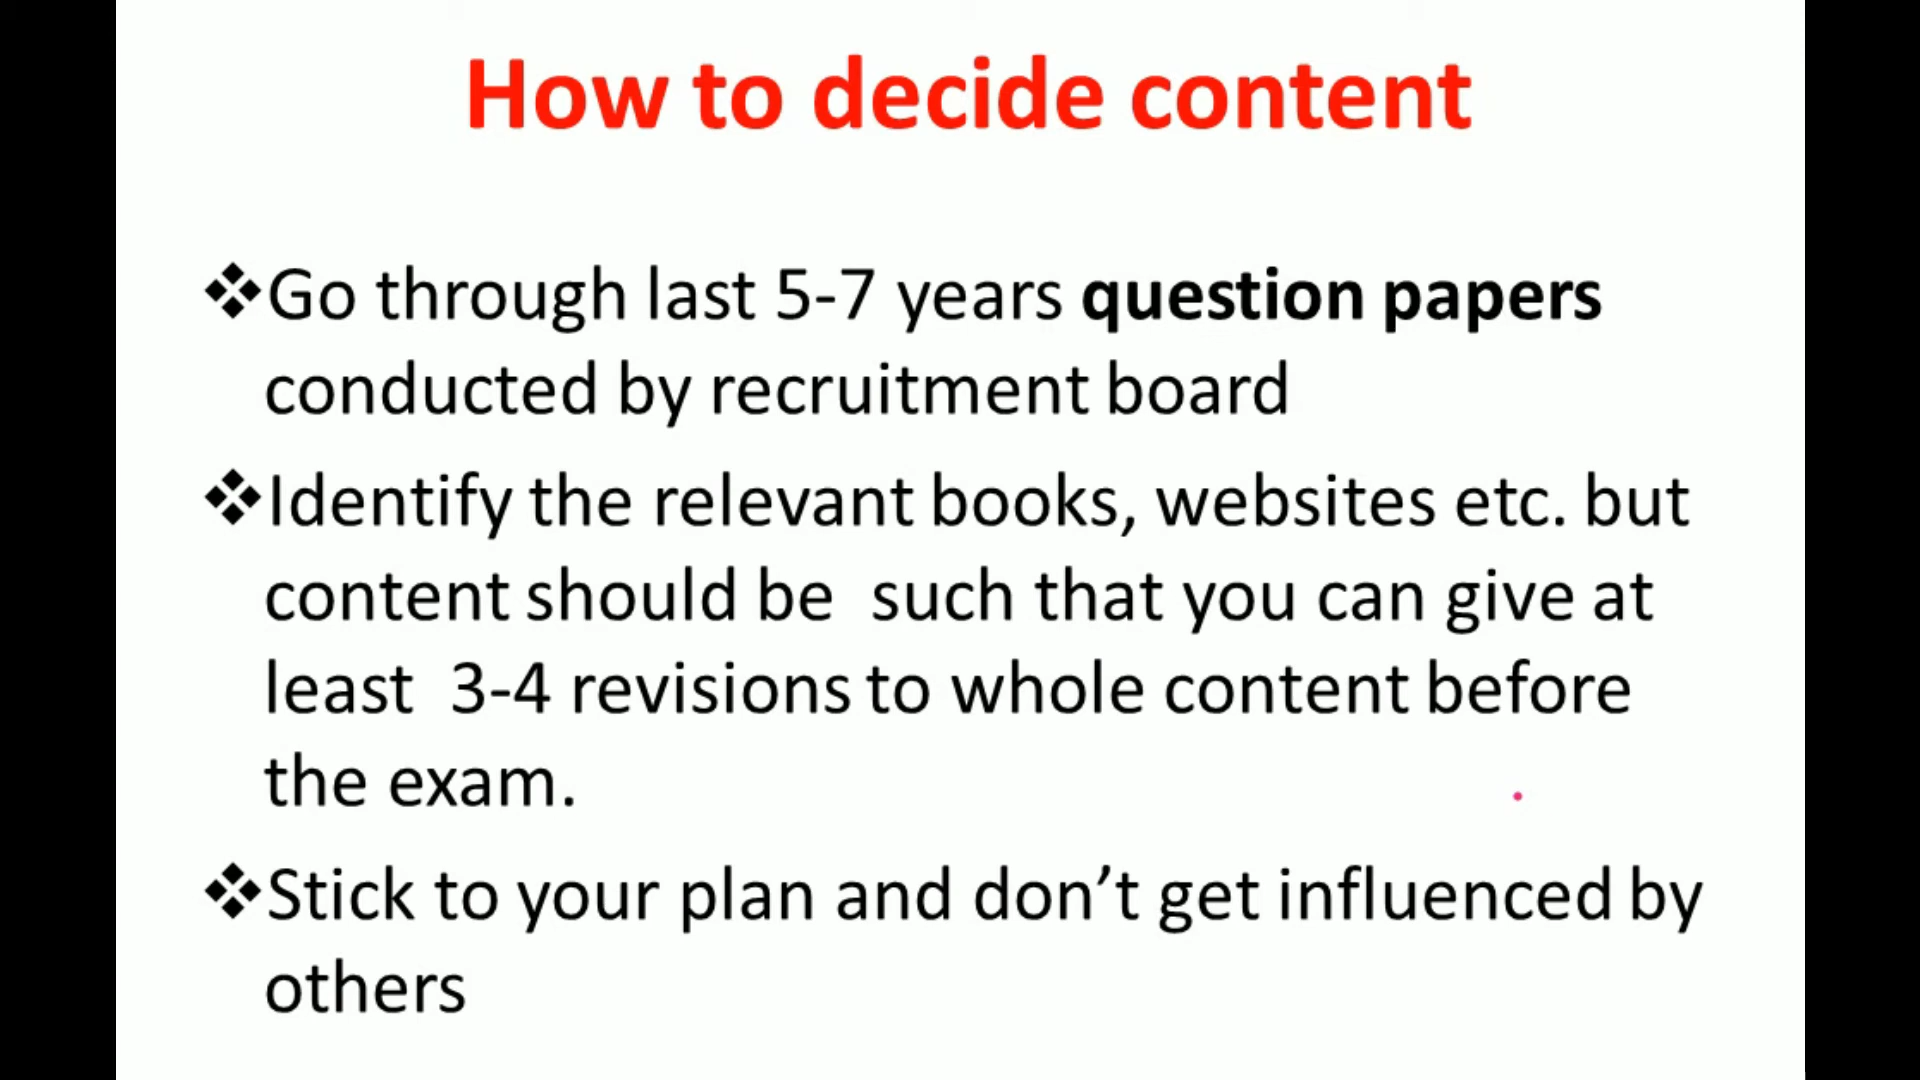 How to decide content
❖Go through last 5-7 years question papers
conducted by recruitment board
❖Identify the relevant books, websites etc. but
content should be  such that you can give at
least  3-4 revisions to whole content before
the exam.
❖Stick to your plan and don’t get influenced by
others